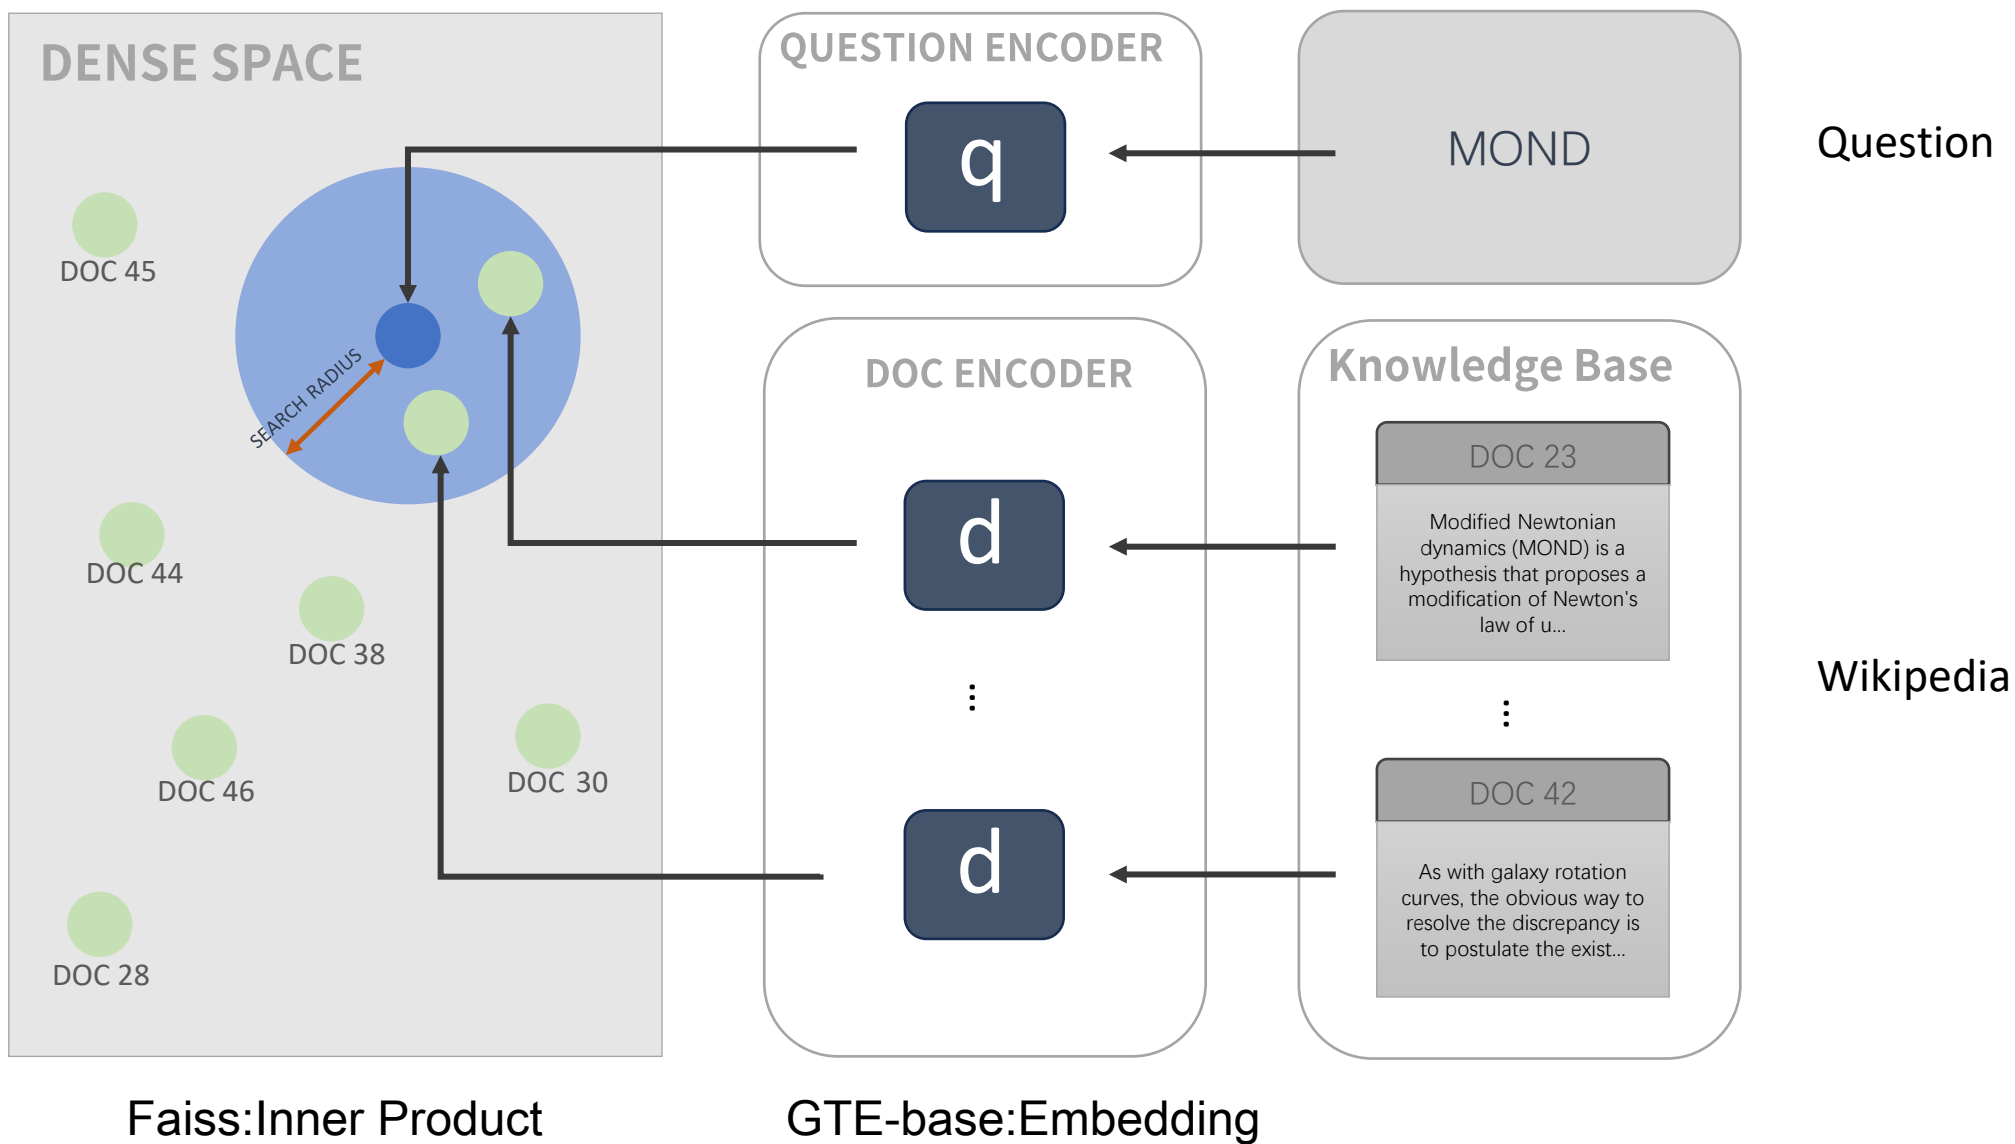 DENSE SPACE
QUESTION ENCODER
q
MOND
Question
DOC 45
SEARCH RADIUS
DOC ENCODER
Knowledge Base
d
DOC 23
Modified Newtonian
dynamics (MOND) is a
hypothesis that proposes a
modification of Newton's
law of u...
DOC 44
DOC 38
...
...
Wikipedia
DOC 46
DOC 30
d
DOC 42
As with galaxy rotation
curves, the obvious way to
resolve the discrepancy is
to postulate the exist...
DOC 28
Faiss:Inner Product
GTE-base:Embedding